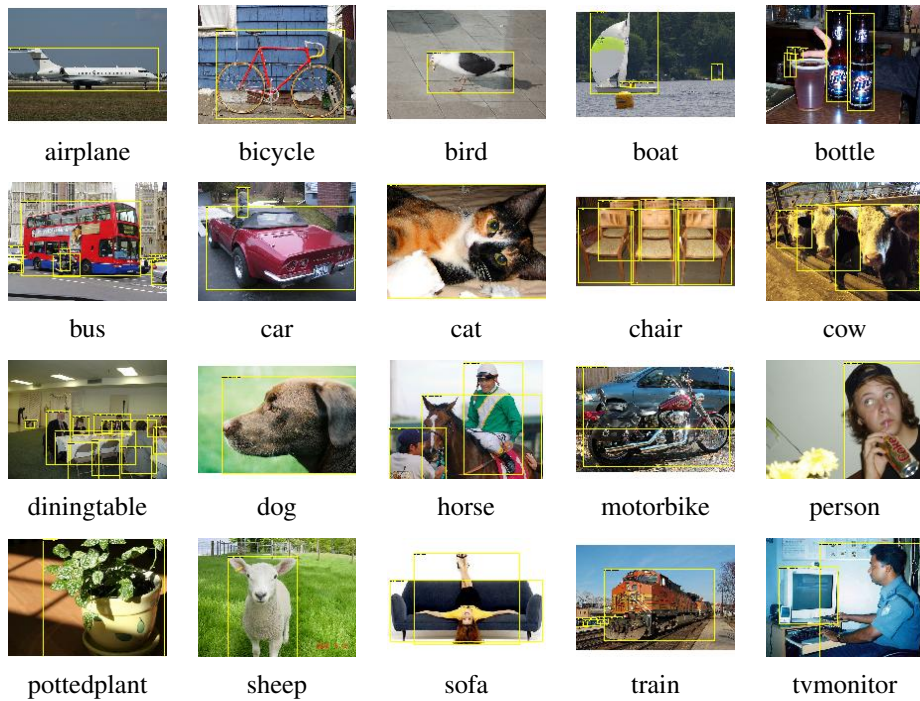 airplane bicycle bird boat bottle
bus car cat chair cow
diningtable dog horse motorbike person
pottedplant sheep sofa train tvmonitor